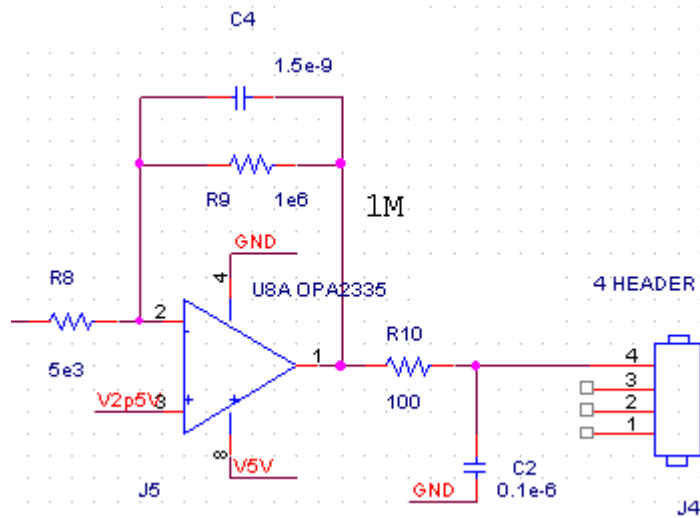 C4
1.5e-9
R9
1e6
1M
GND
4
R8
U8A OPA2335
4 HEADER
2
5e3
-
1
R10
100
4
3
2
1
V2p5V
3
+
+
8
V5V
J5
C2
0.1e-6
GND
J4